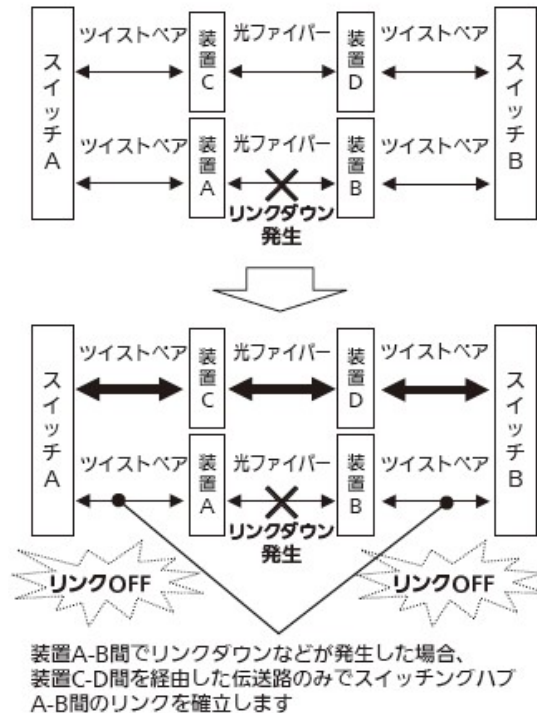 ツイストペア
光ファイバー
ツイストペア
スイッチA
装置C
装置D
スイッチB
ツイストペア
光ファイバー
ツイストペア
装置A
装置B
リンクダウン
発生
ツイストペア
光ファイバー
ツイストペア
スイッチA
装置C
装置D
スイッチB
ツイストペア
光ファイバー
ツイストペア
装置A
装置B
リンクダウン
発生
リンクOFF
リンクOFF
装置A-B間でリンクダウンなどが発生した場合、
装置C-D間を経由した伝送路のみでスイッチングハブ
A-B間のリンクを確立します